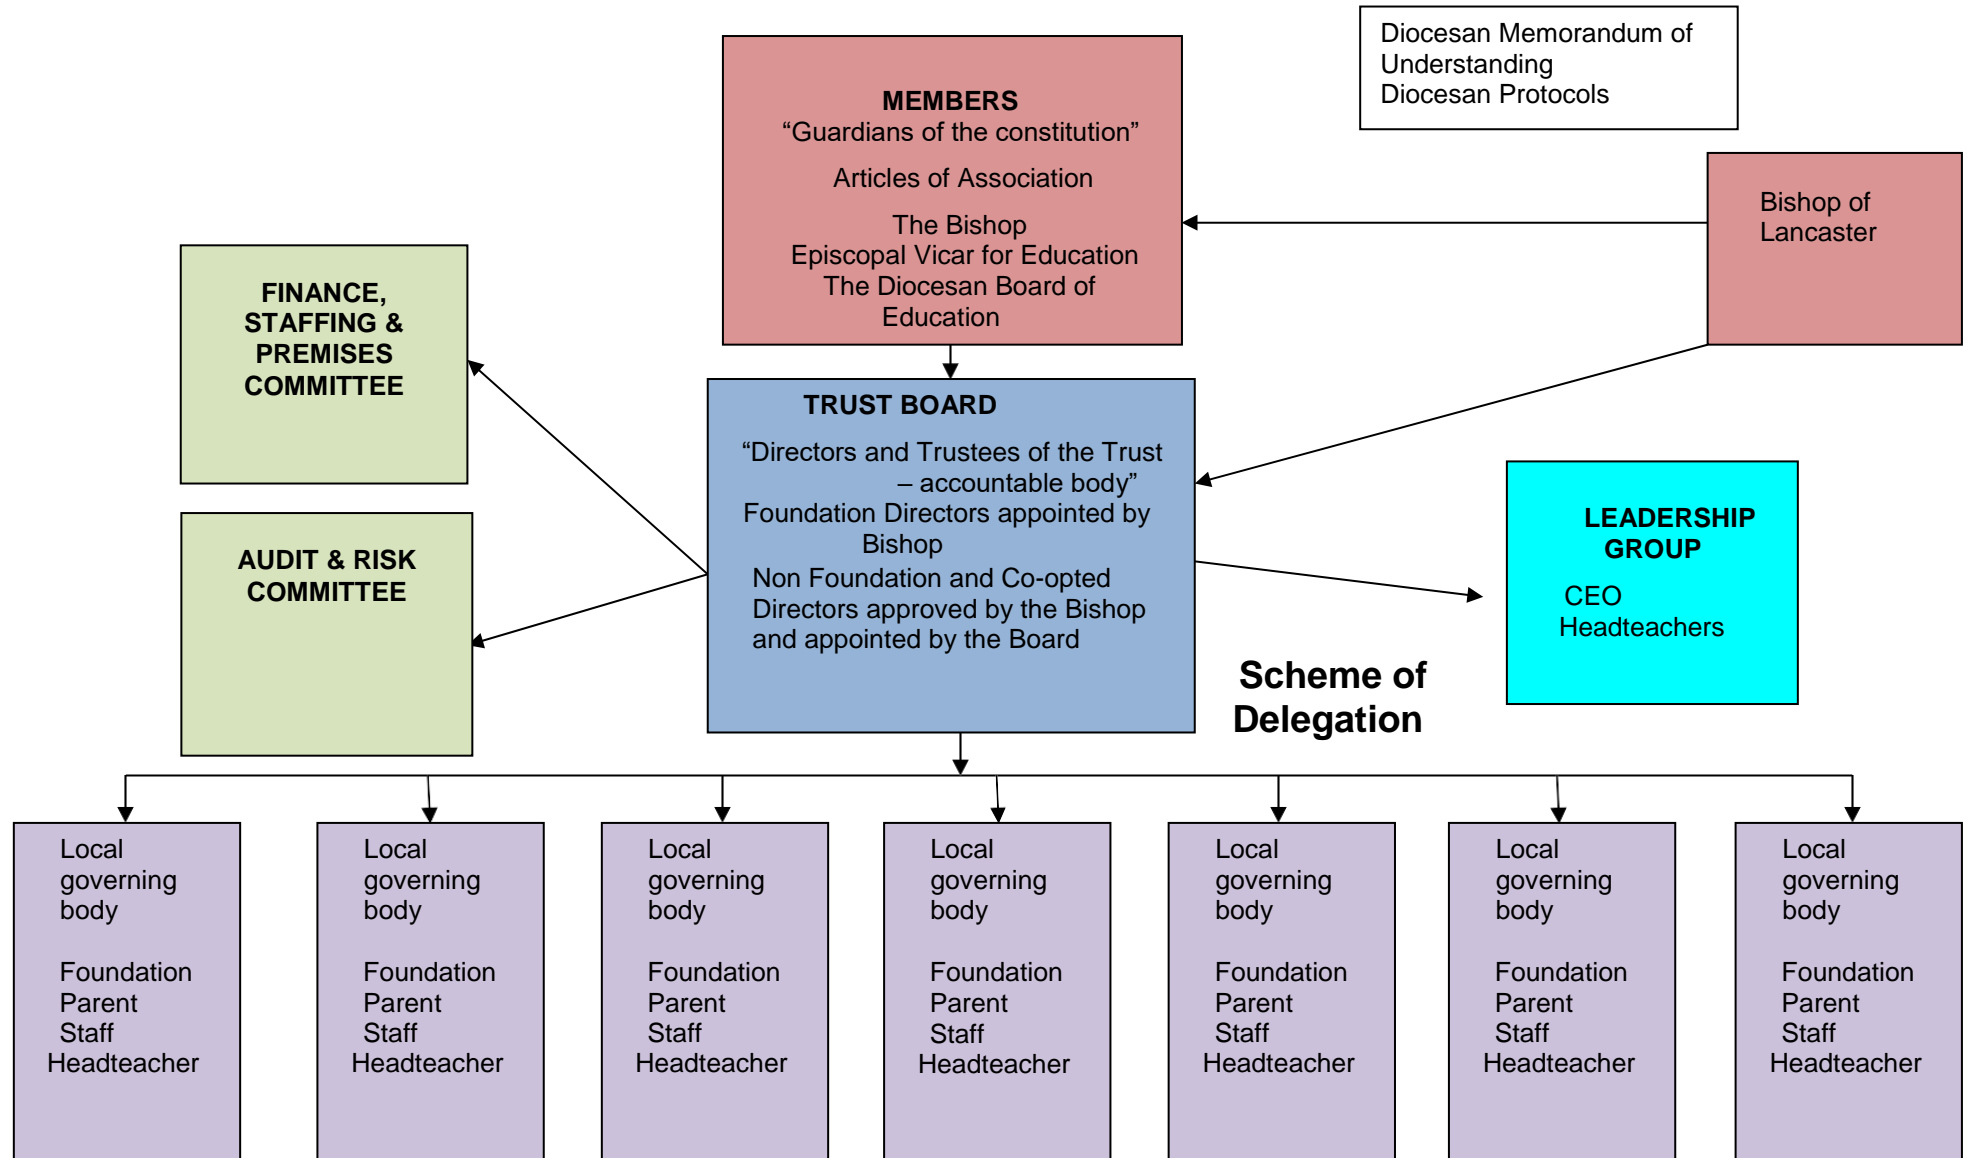 Diocesan Memorandum of
Understanding
Diocesan Protocols
MEMBERS
“Guardians of the constitution”
Articles of Association
The Bishop
Episcopal Vicar for Education
The Diocesan Board of
Education
Bishop of
Lancaster
FINANCE,
STAFFING &
PREMISES
COMMITTEE
TRUST BOARD
“Directors and Trustees of the Trust
– accountable body”
Foundation Directors appointed by
Bishop
Non Foundation and Co-opted
Directors approved by the Bishop
and appointed by the Board
AUDIT & RISK
COMMITTEE
LEADERSHIP
GROUP
CEO
Headteachers
Scheme of
Delegation
Local
governing
body
Foundation
Parent
Staff
Headteacher
Local
governing
body
Foundation
Parent
Staff
Headteacher
Local
governing
body
Foundation
Parent
Staff
Headteacher
Local
governing
body
Foundation
Parent
Staff
Headteacher
Local
governing
body
Foundation
Parent
Staff
Headteacher
Local
governing
body
Foundation
Parent
Staff
Headteacher
Local
governing
body
Foundation
Parent
Staff
Headteacher